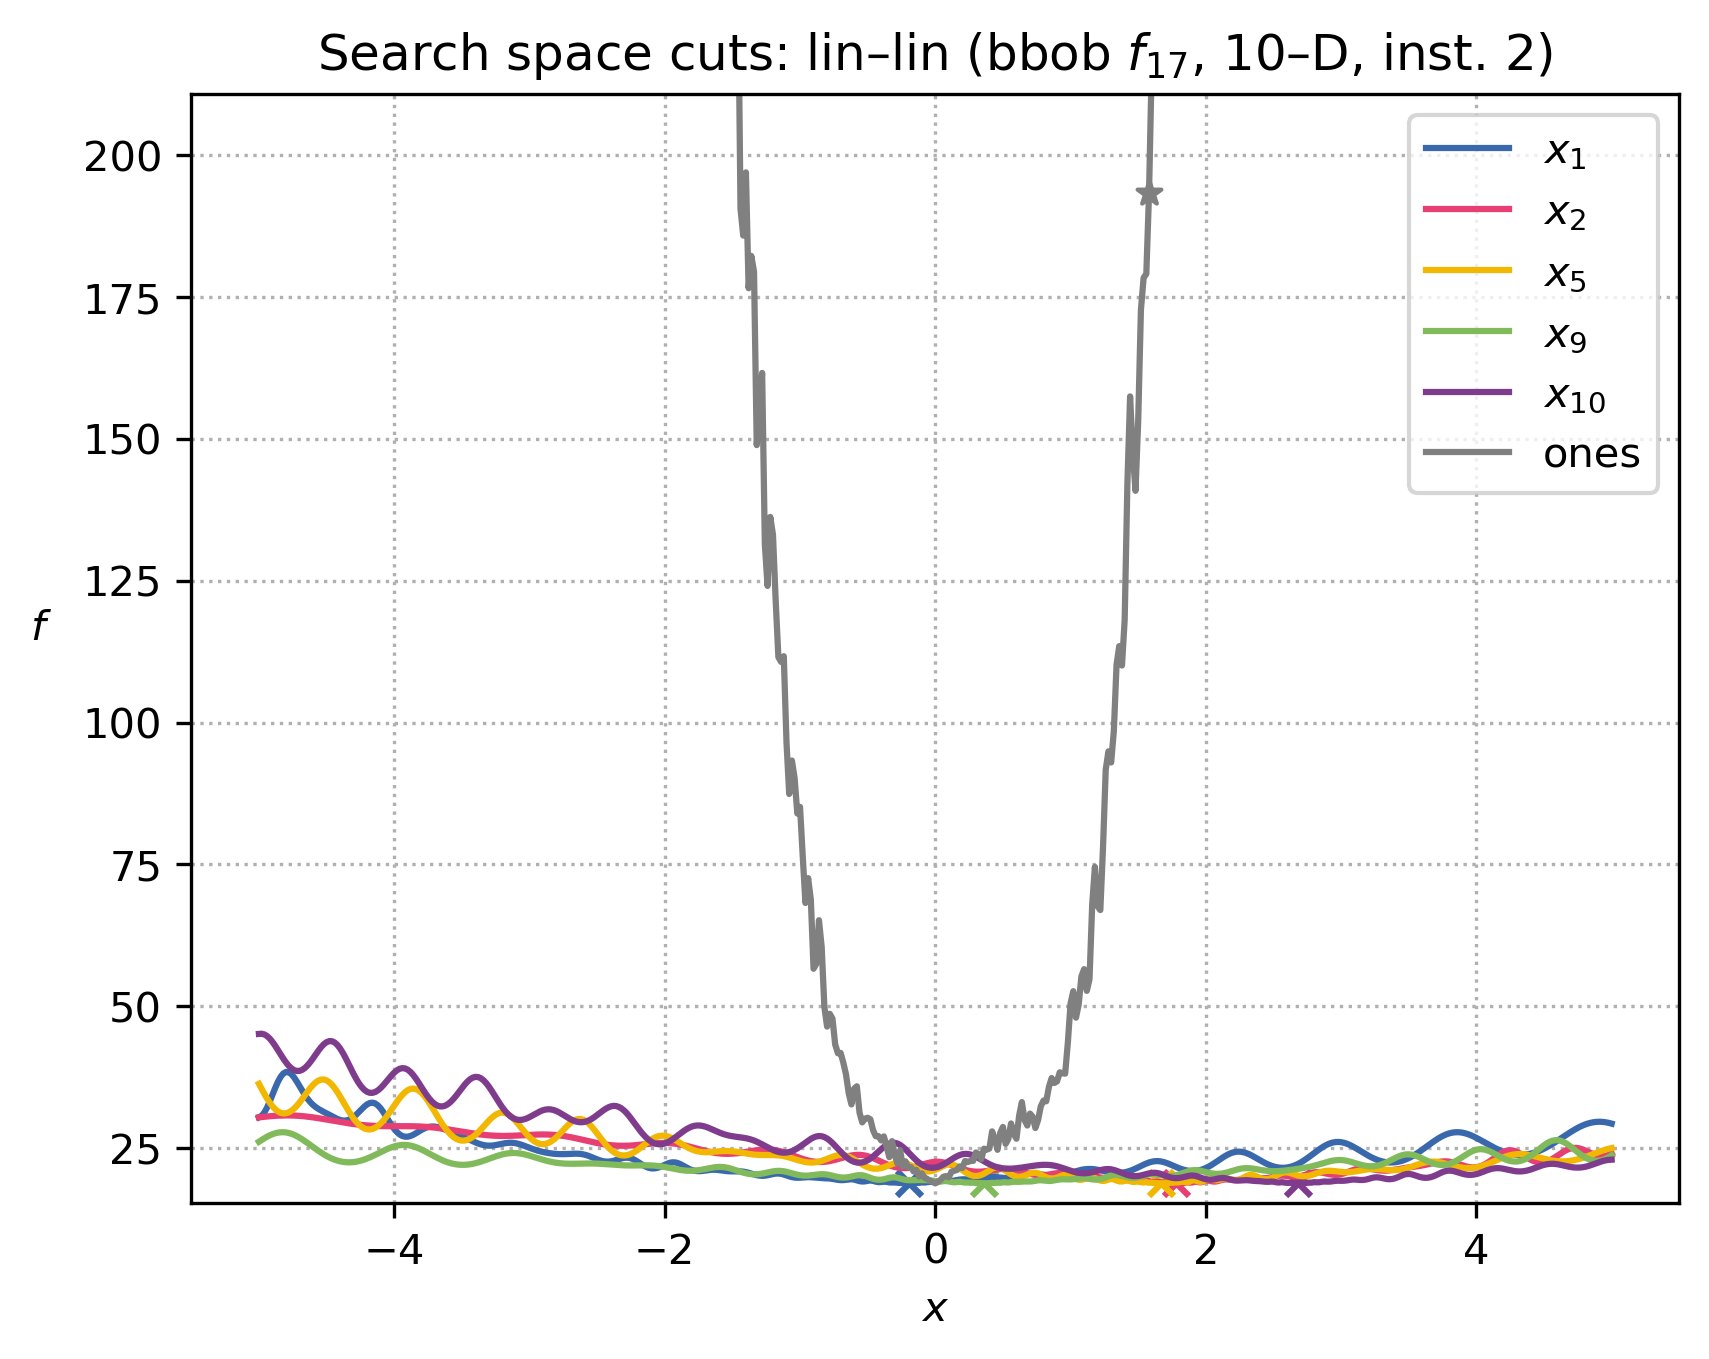 Search space cuts: lin–lin (bbob f₁₇, 10–D, inst. 2)
200
175
150
125
100
75
50
25
f
−4
−2
0
2
4
x
x₁
x₂
x₅
x₉
x₁₀
ones